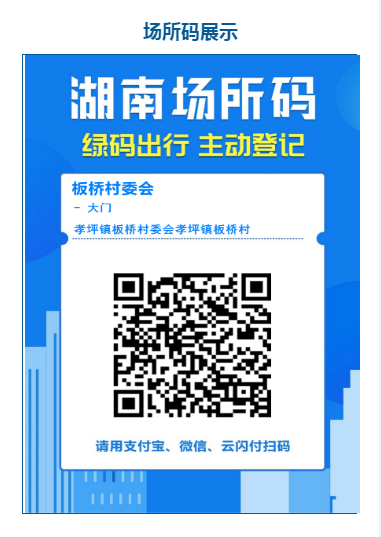 场所码展示
湖南场所码
绿码出行 主动登记
板桥村委会
- 大门
孝坪镇板桥村委会孝坪镇板桥村
请用支付宝、微信、云闪付扫码